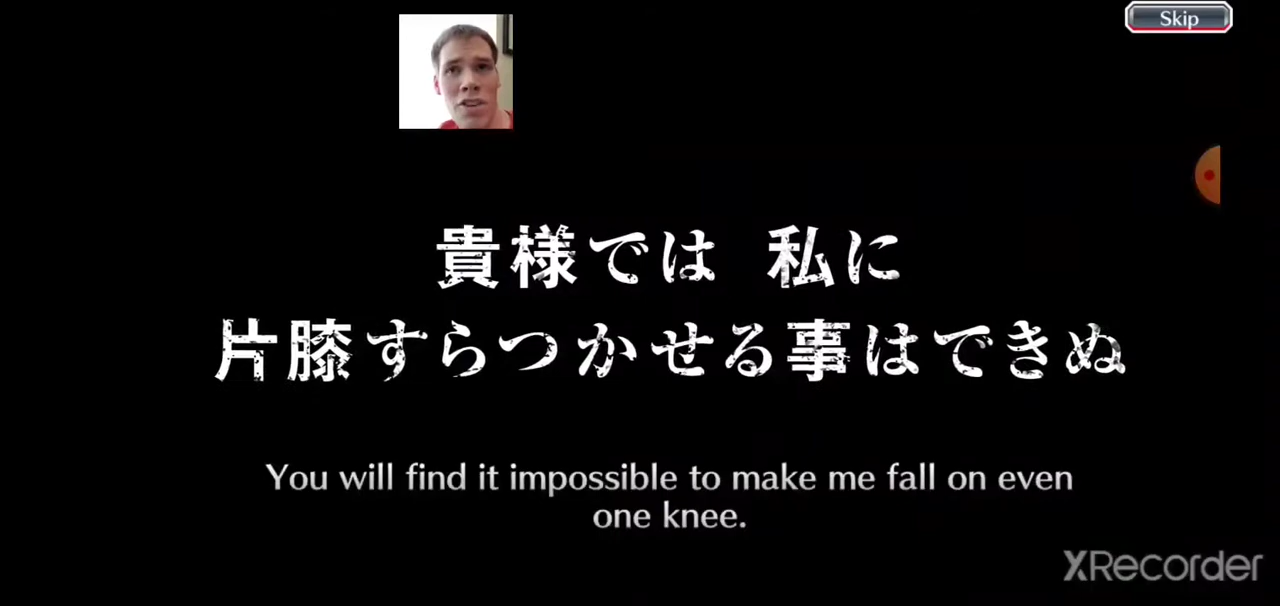 Skip
貴様では 私に
片膝すらつかせる事はできぬ
You will find it impossible to make me fall on even
one knee.
XRecorder